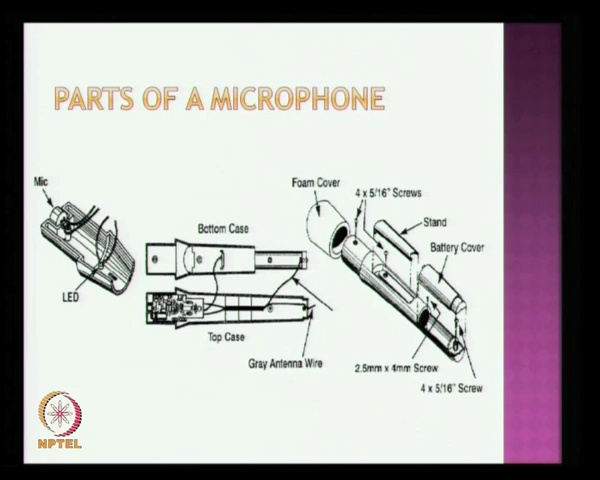 PARTS OF A MICROPHONE
Mic
LED
Bottom Case
Top Case
Gray Antenna Wire
Foam Cover
4 x 5/16" Screws
Stand
Battery Cover
2.5mm x 4mm Screw
4 x 5/16" Screw
NPTEL